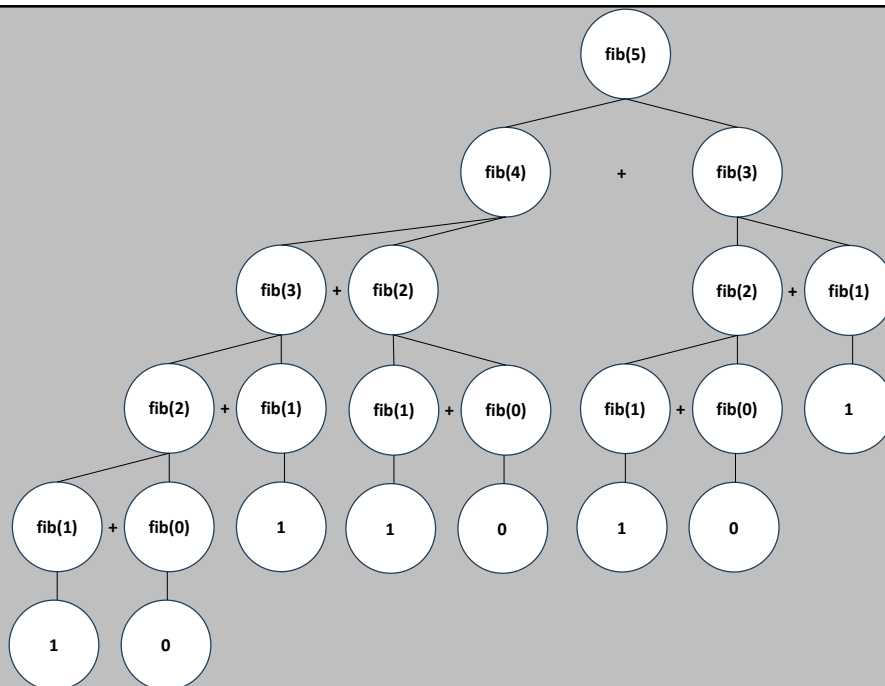 fib(5)
fib(4) + fib(3)
fib(3) + fib(2) fib(2) + fib(1)
fib(2) + fib(1) fib(1) + fib(0) fib(1) + fib(0) 1
fib(1) + fib(0) 1 1 0 1 0
1 0